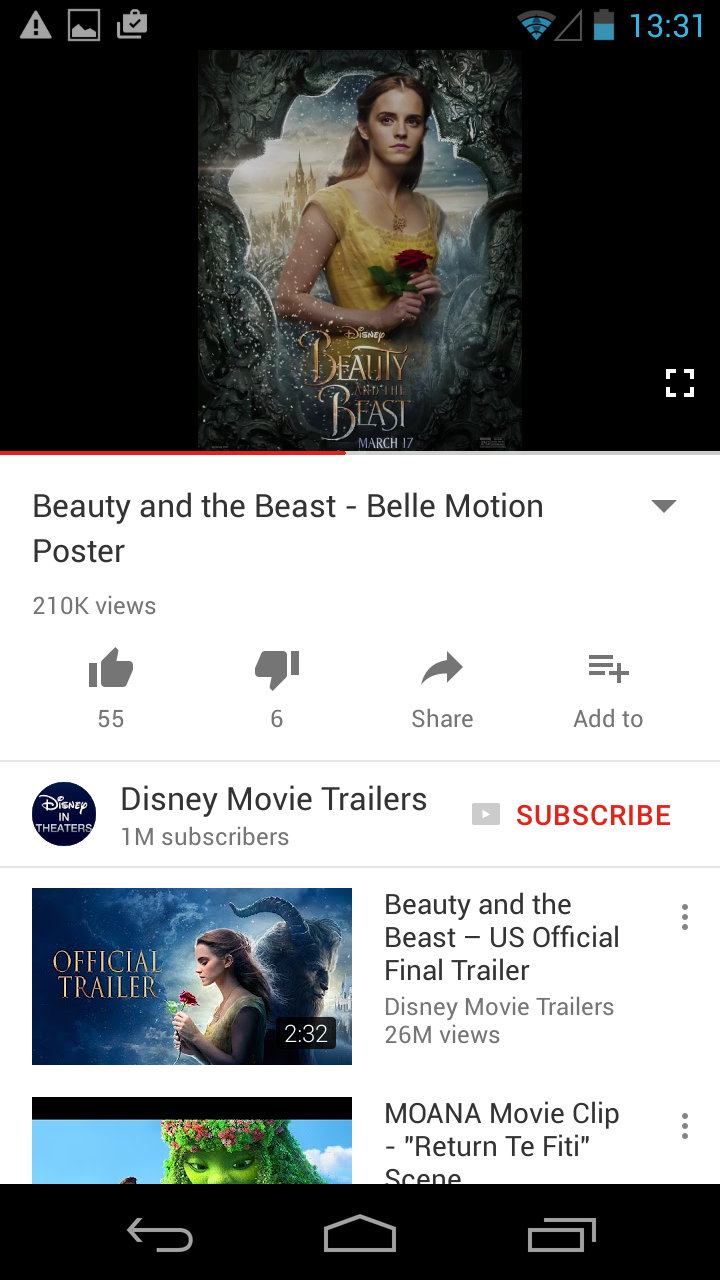 13:31
DISNEY
BEAUTY
AND THE
BEAST
MARCH 17
Beauty and the Beast - Belle Motion
Poster
210K views
55
6
Share
Add to
DISNEY
IN
THEATERS
Disney Movie Trailers
1M subscribers
SUBSCRIBE
OFFICIAL
TRAILER
2:32
Beauty and the
Beast – US Official
Final Trailer
Disney Movie Trailers
26M views
MOANA Movie Clip
- "Return Te Fiti"
Scene